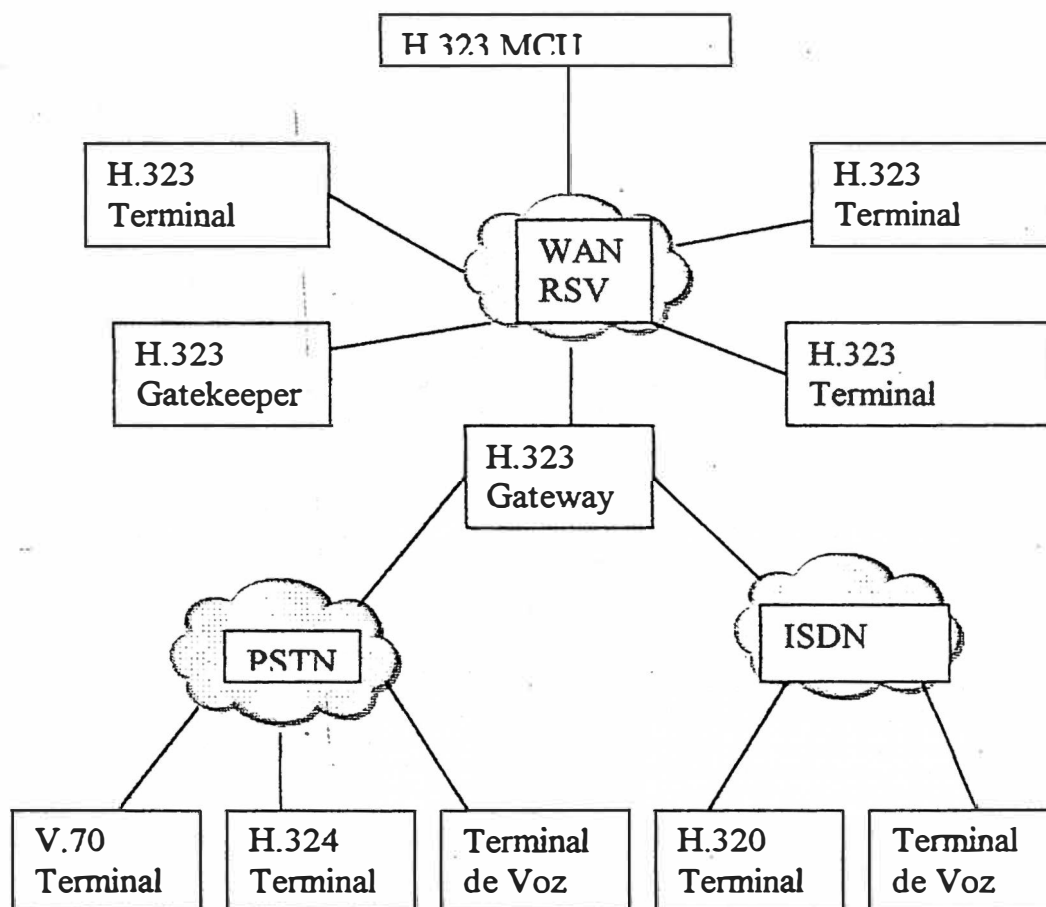 H.323 MCU
H.323
Terminal
H.323
Terminal
WAN
RSV
H.323
Gatekeeper
H.323
Terminal
H.323
Gateway
PSTN
ISDN
V.70
Terminal
H.324
Terminal
Terminal
de Voz
H.320
Terminal
Terminal
de Voz